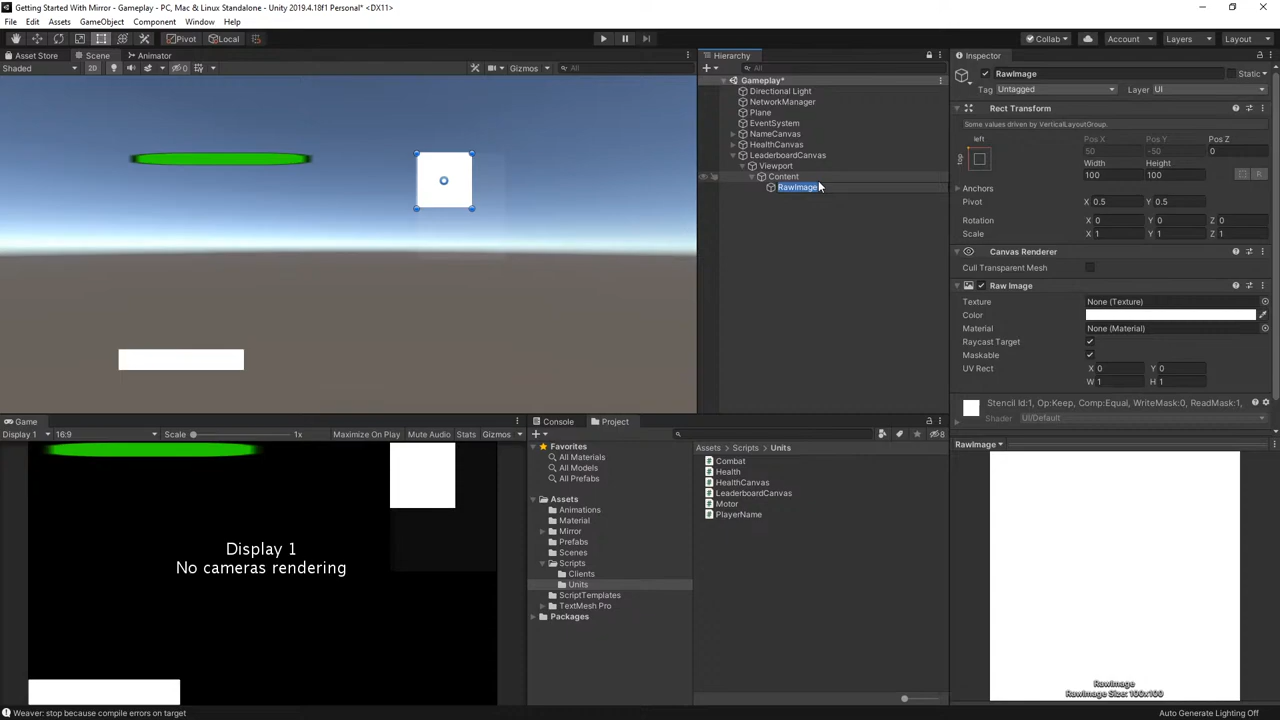 Getting Started With Mirror - Gameplay - PC, Mac & Linux Standalone - Unity 2019.4.18f1 Personal* <DX11>
File Edit Assets GameObject Component Window Help
Pivot Local Collab Account Layers Layout
Asset Store Scene Animator
Shaded 2D 0 Gizmos All
Hierarchy
All
Gameplay*
Directional Light
NetworkManager
Plane
EventSystem
NameCanvas
HealthCanvas
LeaderboardCanvas
Viewport
Content
RawImage
Inspector
RawImage Static
Tag Untagged Layer UI
Rect Transform
Some values driven by VerticalLayoutGroup.
left Pos X Pos Y Pos Z
top 50 -50 0
Width Height
100 100 R
Anchors
Pivot X 0.5 Y 0.5
Rotation X 0 Y 0 Z 0
Scale X 1 Y 1 Z 1
Canvas Renderer
Cull Transparent Mesh
Raw Image
Texture None (Texture)
Color
Material None (Material)
Raycast Target
Maskable
UV Rect X 0 Y 0
W 1 H 1
Stencil Id:1, Op:Keep, Comp:Equal, WriteMask:0, ReadMask:1,
Shader UI/Default
RawImage
RawImage
RawImage Size: 100x100
Game
Display 1 16:9 Scale 1x Maximize On Play Mute Audio Stats Gizmos
Display 1
No cameras rendering
Console Project
8
Favorites
All Materials
All Models
All Prefabs
Assets
Animations
Material
Mirror
Prefabs
Scenes
Scripts
Clients
Units
ScriptTemplates
TextMesh Pro
Packages
Assets Scripts Units
Combat
Health
HealthCanvas
LeaderboardCanvas
Motor
PlayerName
Weaver: stop because compile errors on target
Auto Generate Lighting Off